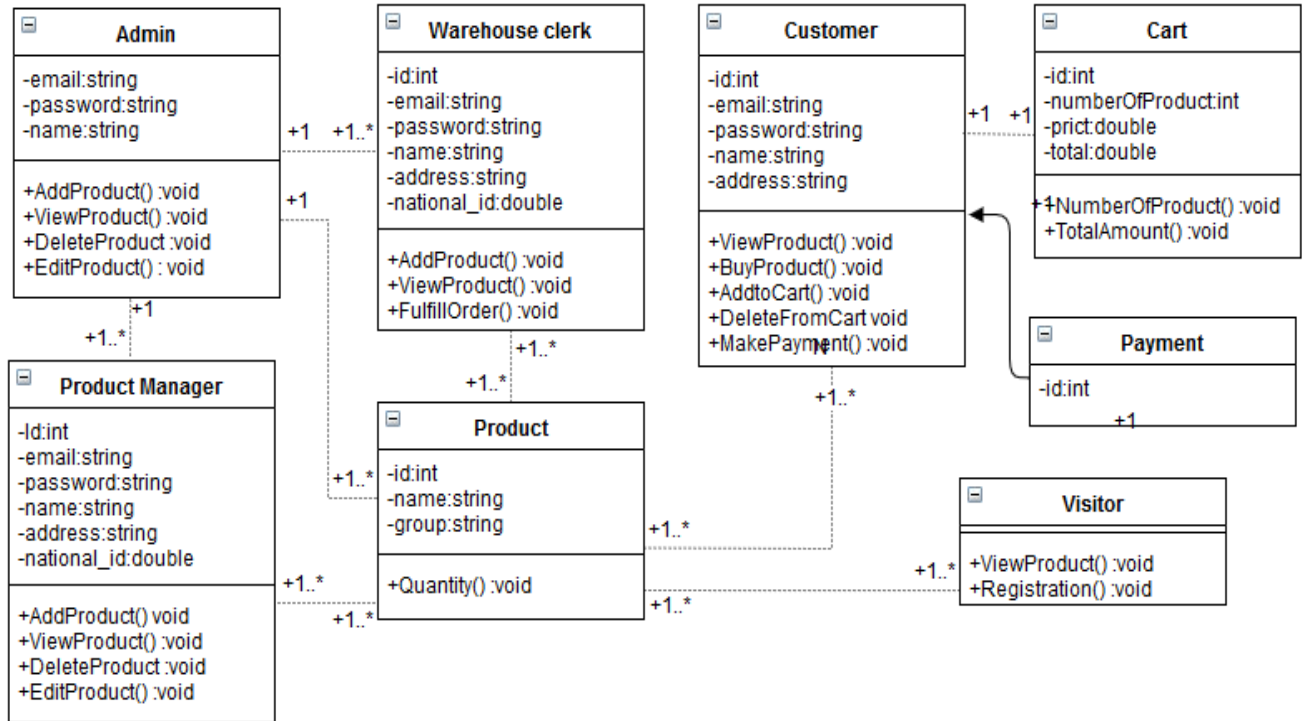 Admin
-email:string
-password:string
-name:string
+AddProduct() :void
+ViewProduct() :void
+DeleteProduct :void
+EditProduct() : void
+1
+1..*
+1
+1
+1..*
Warehouse clerk
-id:int
-email:string
-password:string
-name:string
-address:string
-national_id:double
+AddProduct() :void
+ViewProduct() :void
+FulfillOrder() :void
+1..*
+1..*
Customer
-id:int
-email:string
-password:string
-name:string
-address:string
+ViewProduct() :void
+BuyProduct() :void
+AddtoCart() :void
+DeleteFromCart void
+MakePayment() :void
N
+1..*
+1
+1
Cart
-id:int
-numberOfProduct:int
-prict:double
-total:double
+1
+NumberOfProduct() :void
+TotalAmount() :void
Payment
-id:int
+1
Product Manager
-Id:int
-email:string
-password:string
-name:string
-address:string
-national_id:double
+AddProduct() void
+ViewProduct() :void
+DeleteProduct :void
+EditProduct() :void
+1..*
+1..*
+1..*
Product
-id:int
-name:string
-group:string
+Quantity() :void
+1..*
+1..*
+1..*
Visitor
+ViewProduct() :void
+Registration() :void